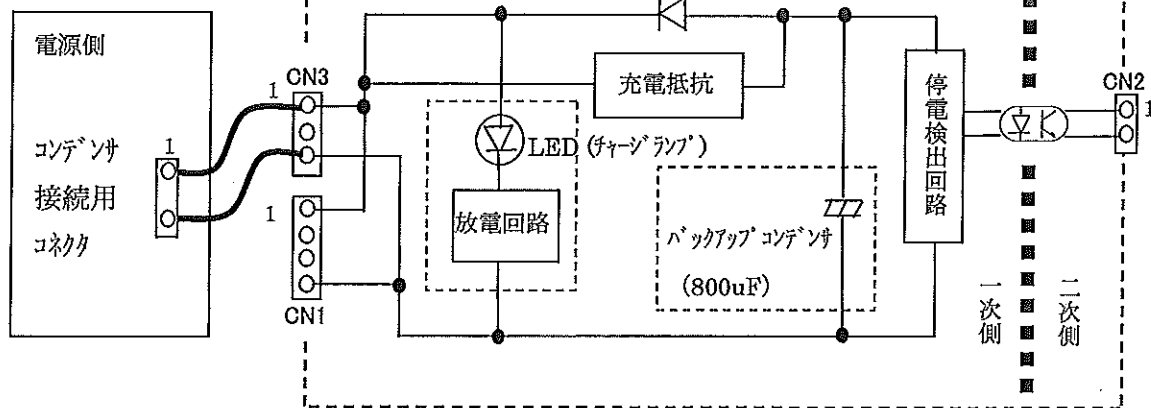 電源側
コンデンサ
接続用
コネクタ
1
1
CN3
1
CN1
充電抵抗
LED (チャージランプ)
放電回路
バックアップコンデンサ
(800uF)
停電検出回路
CN2
1
一次側
二次側